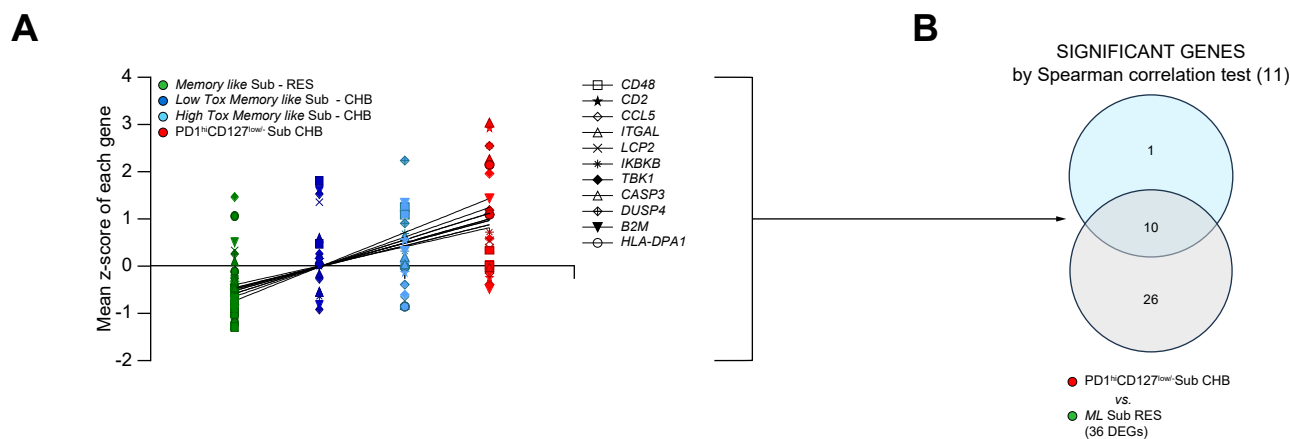 A
B
SIGNIFICANT GENES
by Spearman correlation test (11)
Mean z-score of each gene
4
3
2
1
0
-1
-2
Memory like Sub - RES
Low Tox Memory like Sub - CHB
High Tox Memory like Sub - CHB
PD1hiCD127low/- Sub CHB
CD48
CD2
CCL5
ITGAL
LCP2
IKBKB
TBK1
CASP3
DUSP4
B2M
HLA-DPA1
1
10
26
PD1hiCD127low/- Sub CHB
vs.
ML Sub RES
(36 DEGs)